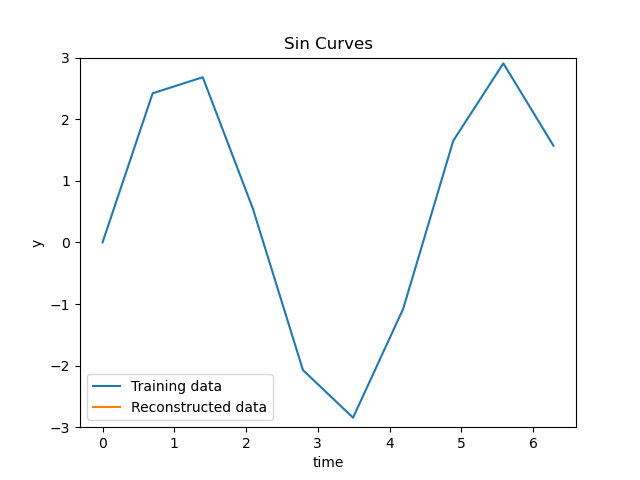 Sin Curves
3
2
1
0
−1
−2
−3
y
Training data
Reconstructed data
0 1 2 3 4 5 6
time